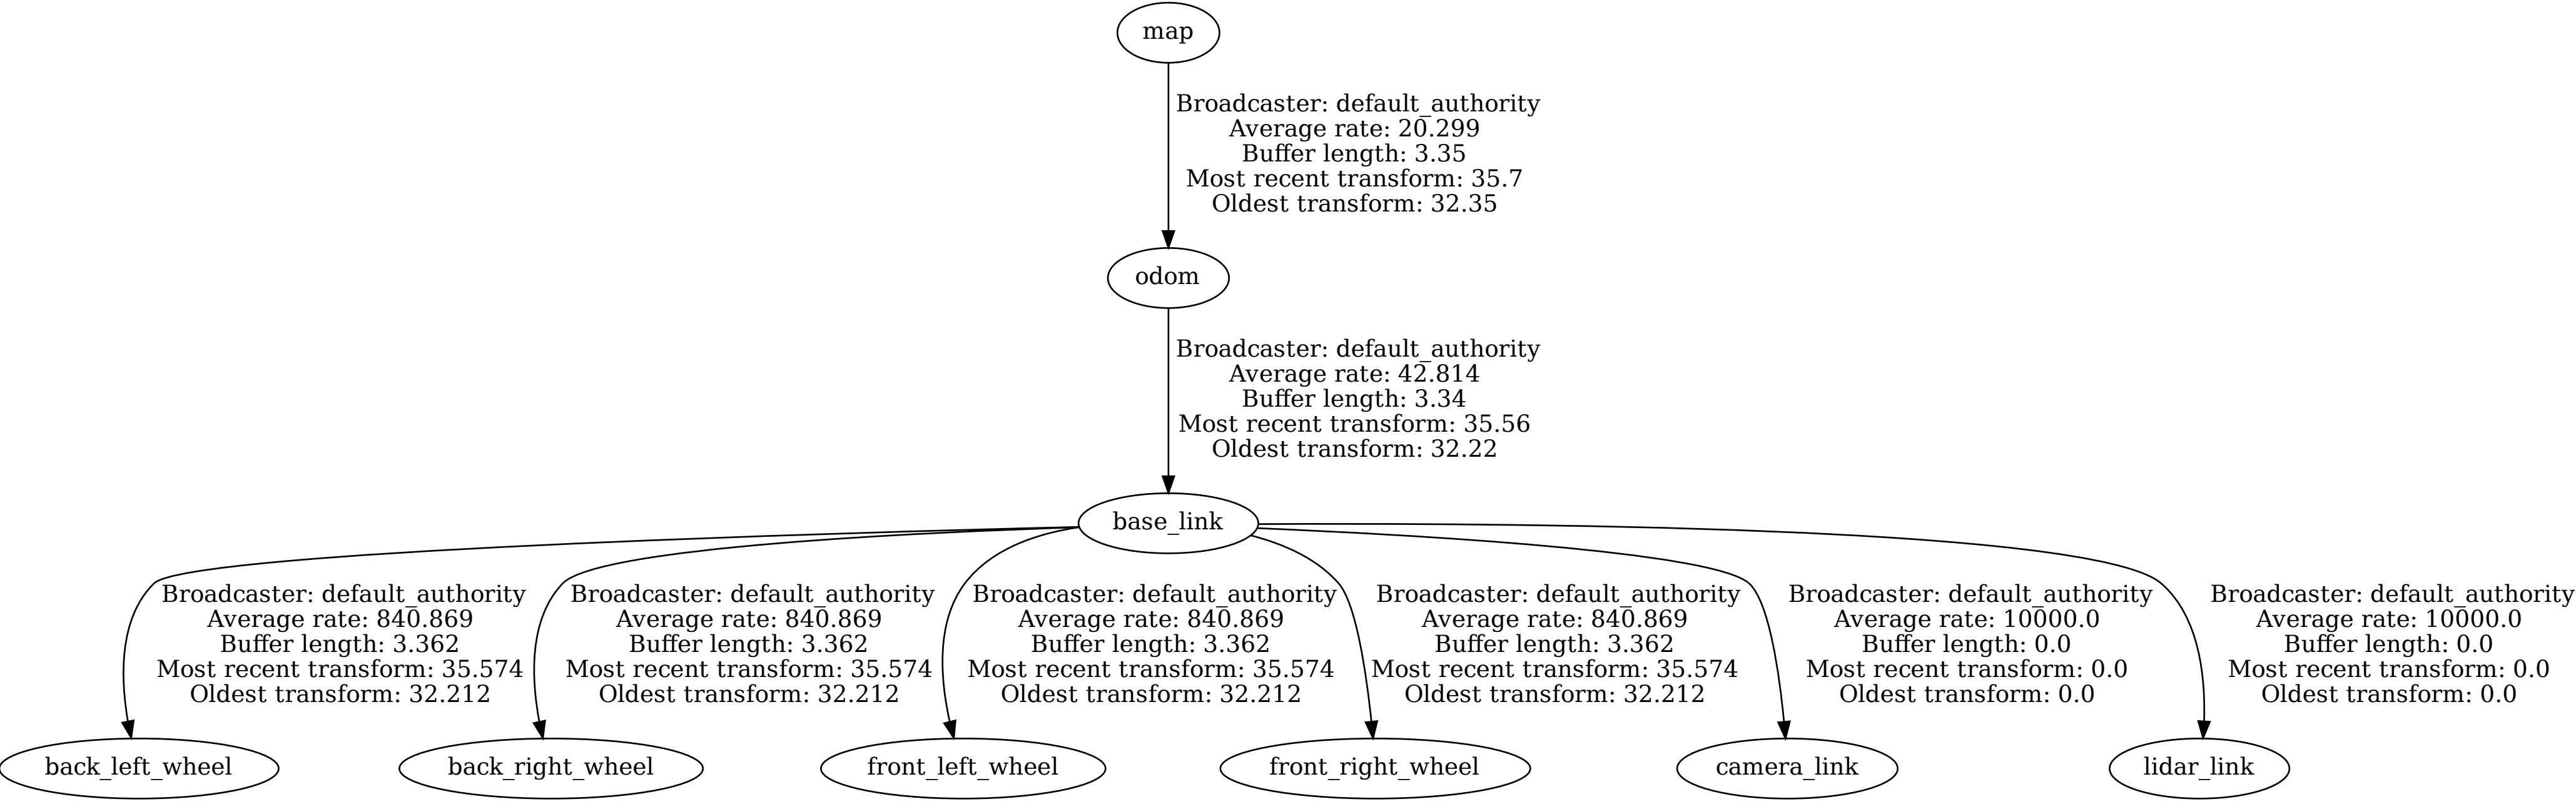 map
Broadcaster: default_authority
Average rate: 20.299
Buffer length: 3.35
Most recent transform: 35.7
Oldest transform: 32.35
odom
Broadcaster: default_authority
Average rate: 42.814
Buffer length: 3.34
Most recent transform: 35.56
Oldest transform: 32.22
base_link
Broadcaster: default_authority
Average rate: 840.869
Buffer length: 3.362
Most recent transform: 35.574
Oldest transform: 32.212
Broadcaster: default_authority
Average rate: 840.869
Buffer length: 3.362
Most recent transform: 35.574
Oldest transform: 32.212
Broadcaster: default_authority
Average rate: 840.869
Buffer length: 3.362
Most recent transform: 35.574
Oldest transform: 32.212
Broadcaster: default_authority
Average rate: 840.869
Buffer length: 3.362
Most recent transform: 35.574
Oldest transform: 32.212
Broadcaster: default_authority
Average rate: 10000.0
Buffer length: 0.0
Most recent transform: 0.0
Oldest transform: 0.0
Broadcaster: default_authority
Average rate: 10000.0
Buffer length: 0.0
Most recent transform: 0.0
Oldest transform: 0.0
back_left_wheel
back_right_wheel
front_left_wheel
front_right_wheel
camera_link
lidar_link